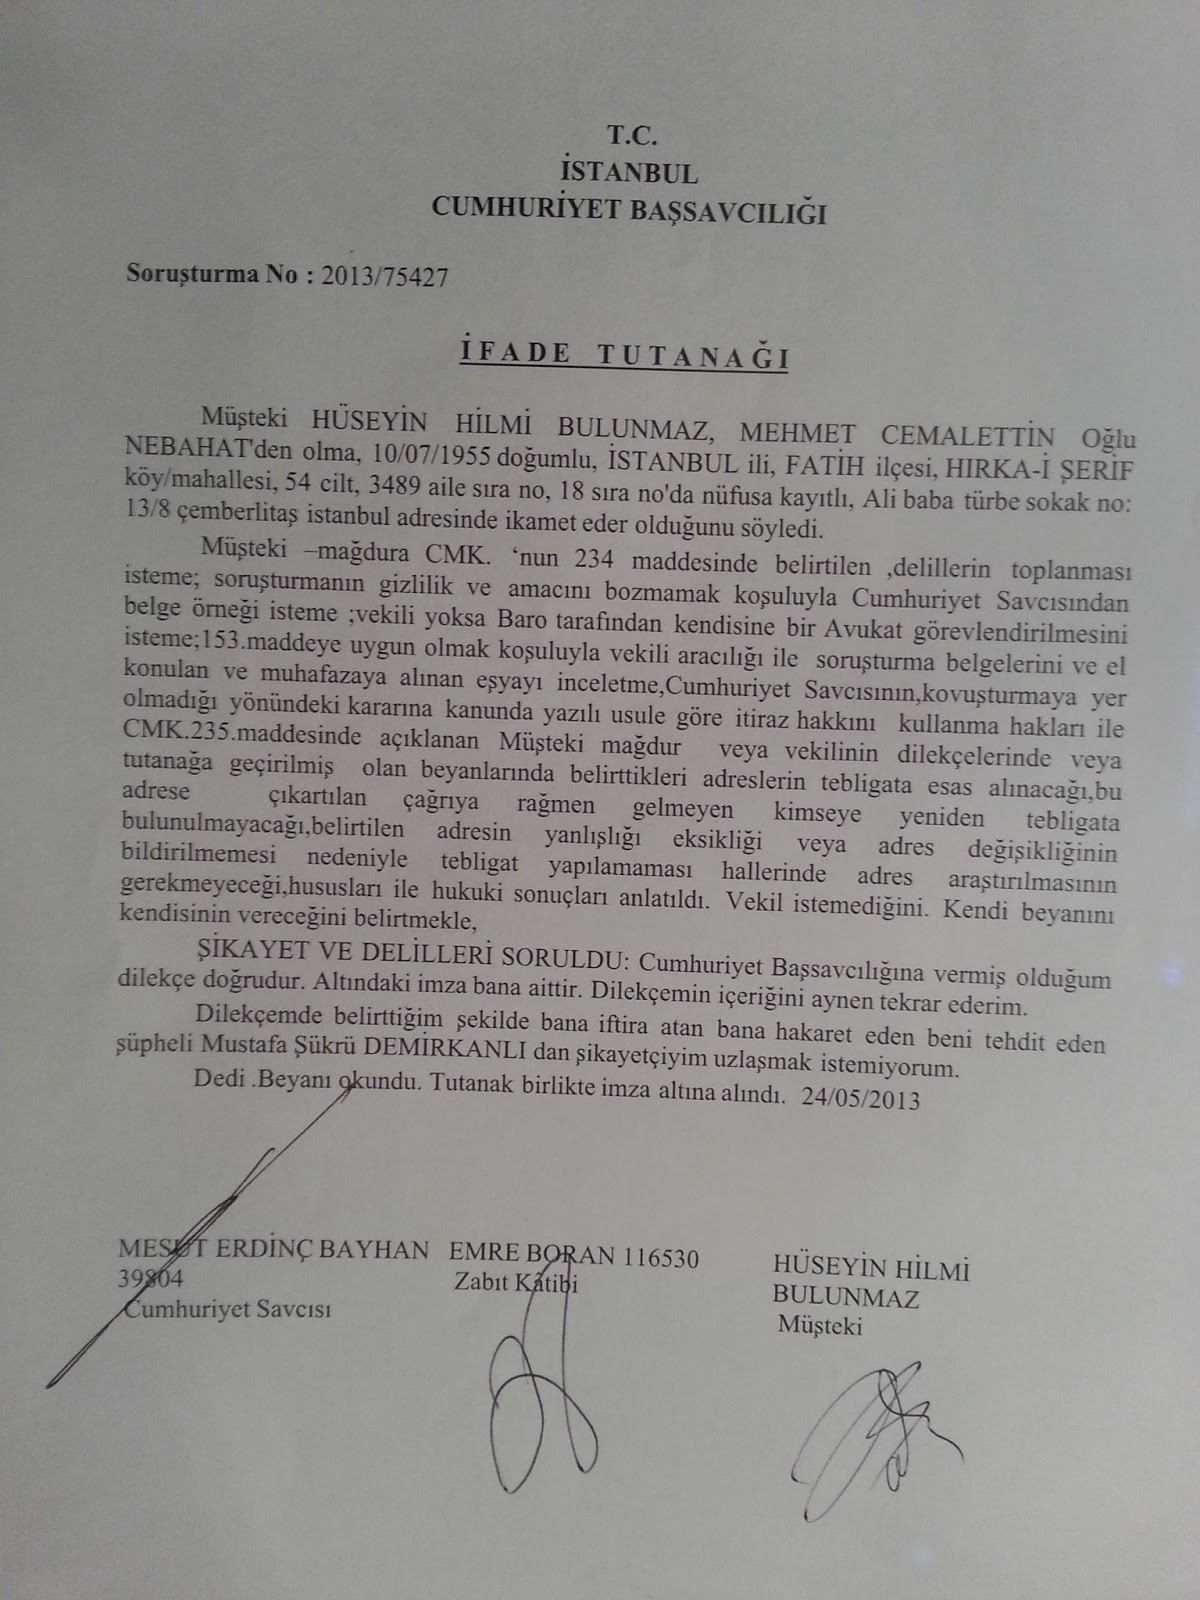 T.C.
İSTANBUL
CUMHURİYET BAŞSAVCILIĞI
Soruşturma No : 2013/75427
İFADE TUTANAĞI
Müşteki HÜSEYİN HİLMİ BULUNMAZ, MEHMET CEMALETTİN Oğlu
NEBAHAT'den olma, 10/07/1955 doğumlu, İSTANBUL ili, FATİH ilçesi, HIRKA-İ ŞERİF
köy/mahallesi, 54 cilt, 3489 aile sıra no, 18 sıra no'da nüfusa kayıtlı, Ali baba türbe sokak no:
13/8 çemberlitaş istanbul adresinde ikamet eder olduğunu söyledi.
Müşteki –mağdura CMK. ‘nun 234 maddesinde belirtilen ,delillerin toplanması
isteme; soruşturmanın gizlilik ve amacını bozmamak koşuluyla Cumhuriyet Savcısından
belge örneği isteme ;vekili yoksa Baro tarafından kendisine bir Avukat görevlendirilmesini
isteme;153.maddeye uygun olmak koşuluyla vekili aracılığı ile soruşturma belgelerini ve el
konulan ve muhafazaya alınan eşyayı inceletme,Cumhuriyet Savcısının,kovuşturmaya yer
olmadığı yönündeki kararına kanunda yazılı usule göre itiraz hakkını kullanma hakları ile
CMK.235.maddesinde açıklanan Müşteki mağdur veya vekilinin dilekçelerinde veya
tutanağa geçirilmiş olan beyanlarında belirttikleri adreslerin tebligata esas alınacağı,bu
adrese çıkartılan çağrıya rağmen gelmeyen kimseye yeniden tebligata
bulunulmayacağı,belirtilen adresin yanlışlığı eksikliği veya adres değişikliğinin
bildirilmemesi nedeniyle tebligat yapılamaması hallerinde adres araştırılmasının
gerekmeyeceği,hususları ile hukuki sonuçları anlatıldı. Vekil istemediğini. Kendi beyanını
kendisinin vereceğini belirtmekle,
ŞİKAYET VE DELİLLERİ SORULDU: Cumhuriyet Başsavcılığına vermiş olduğum
dilekçe doğrudur. Altındaki imza bana aittir. Dilekçemin içeriğini aynen tekrar ederim.
Dilekçemde belirttiğim şekilde bana iftira atan bana hakaret eden beni tehdit eden
şüpheli Mustafa Şükrü DEMİRKANLI dan şikayetçiyim uzlaşmak istemiyorum.
Dedi .Beyanı okundu. Tutanak birlikte imza altına alındı. 24/05/2013
MESUT ERDİNÇ BAYHAN
39804
Cumhuriyet Savcısı
EMRE BORAN 116530
Zabıt Kâtibi
HÜSEYİN HİLMİ
BULUNMAZ
Müşteki